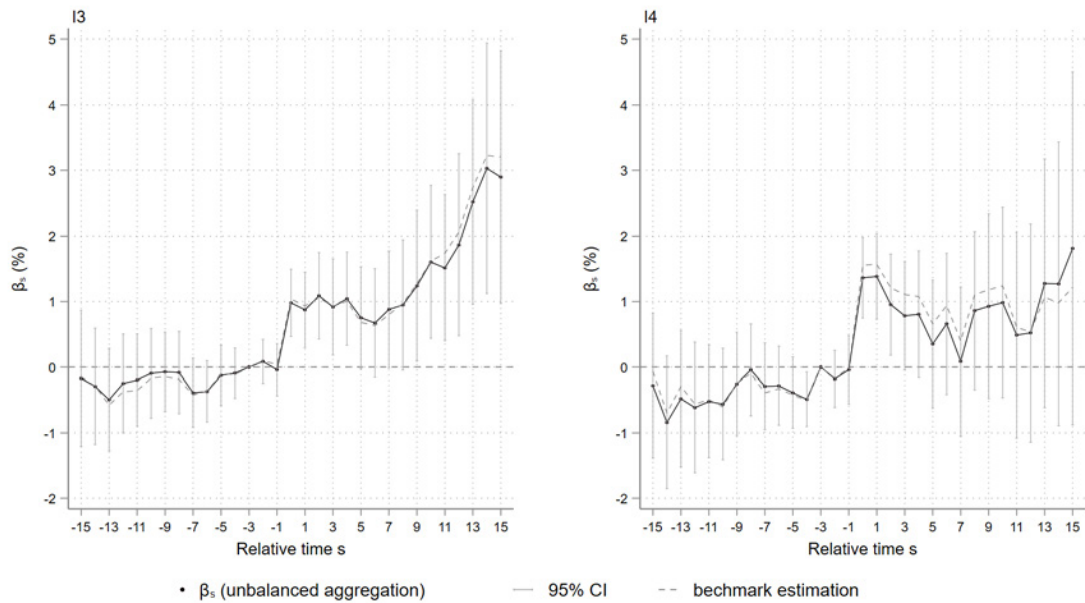 I3
5
4
3
2
1
0
-1
-2
βs (%)
-15 -13 -11 -9 -7 -5 -3 -1 1 3 5 7 9 11 13 15
Relative time s
I4
5
4
3
2
1
0
-1
-2
βs (%)
-15 -13 -11 -9 -7 -5 -3 -1 1 3 5 7 9 11 13 15
Relative time s
βs (unbalanced aggregation) 95% CI bechmark estimation